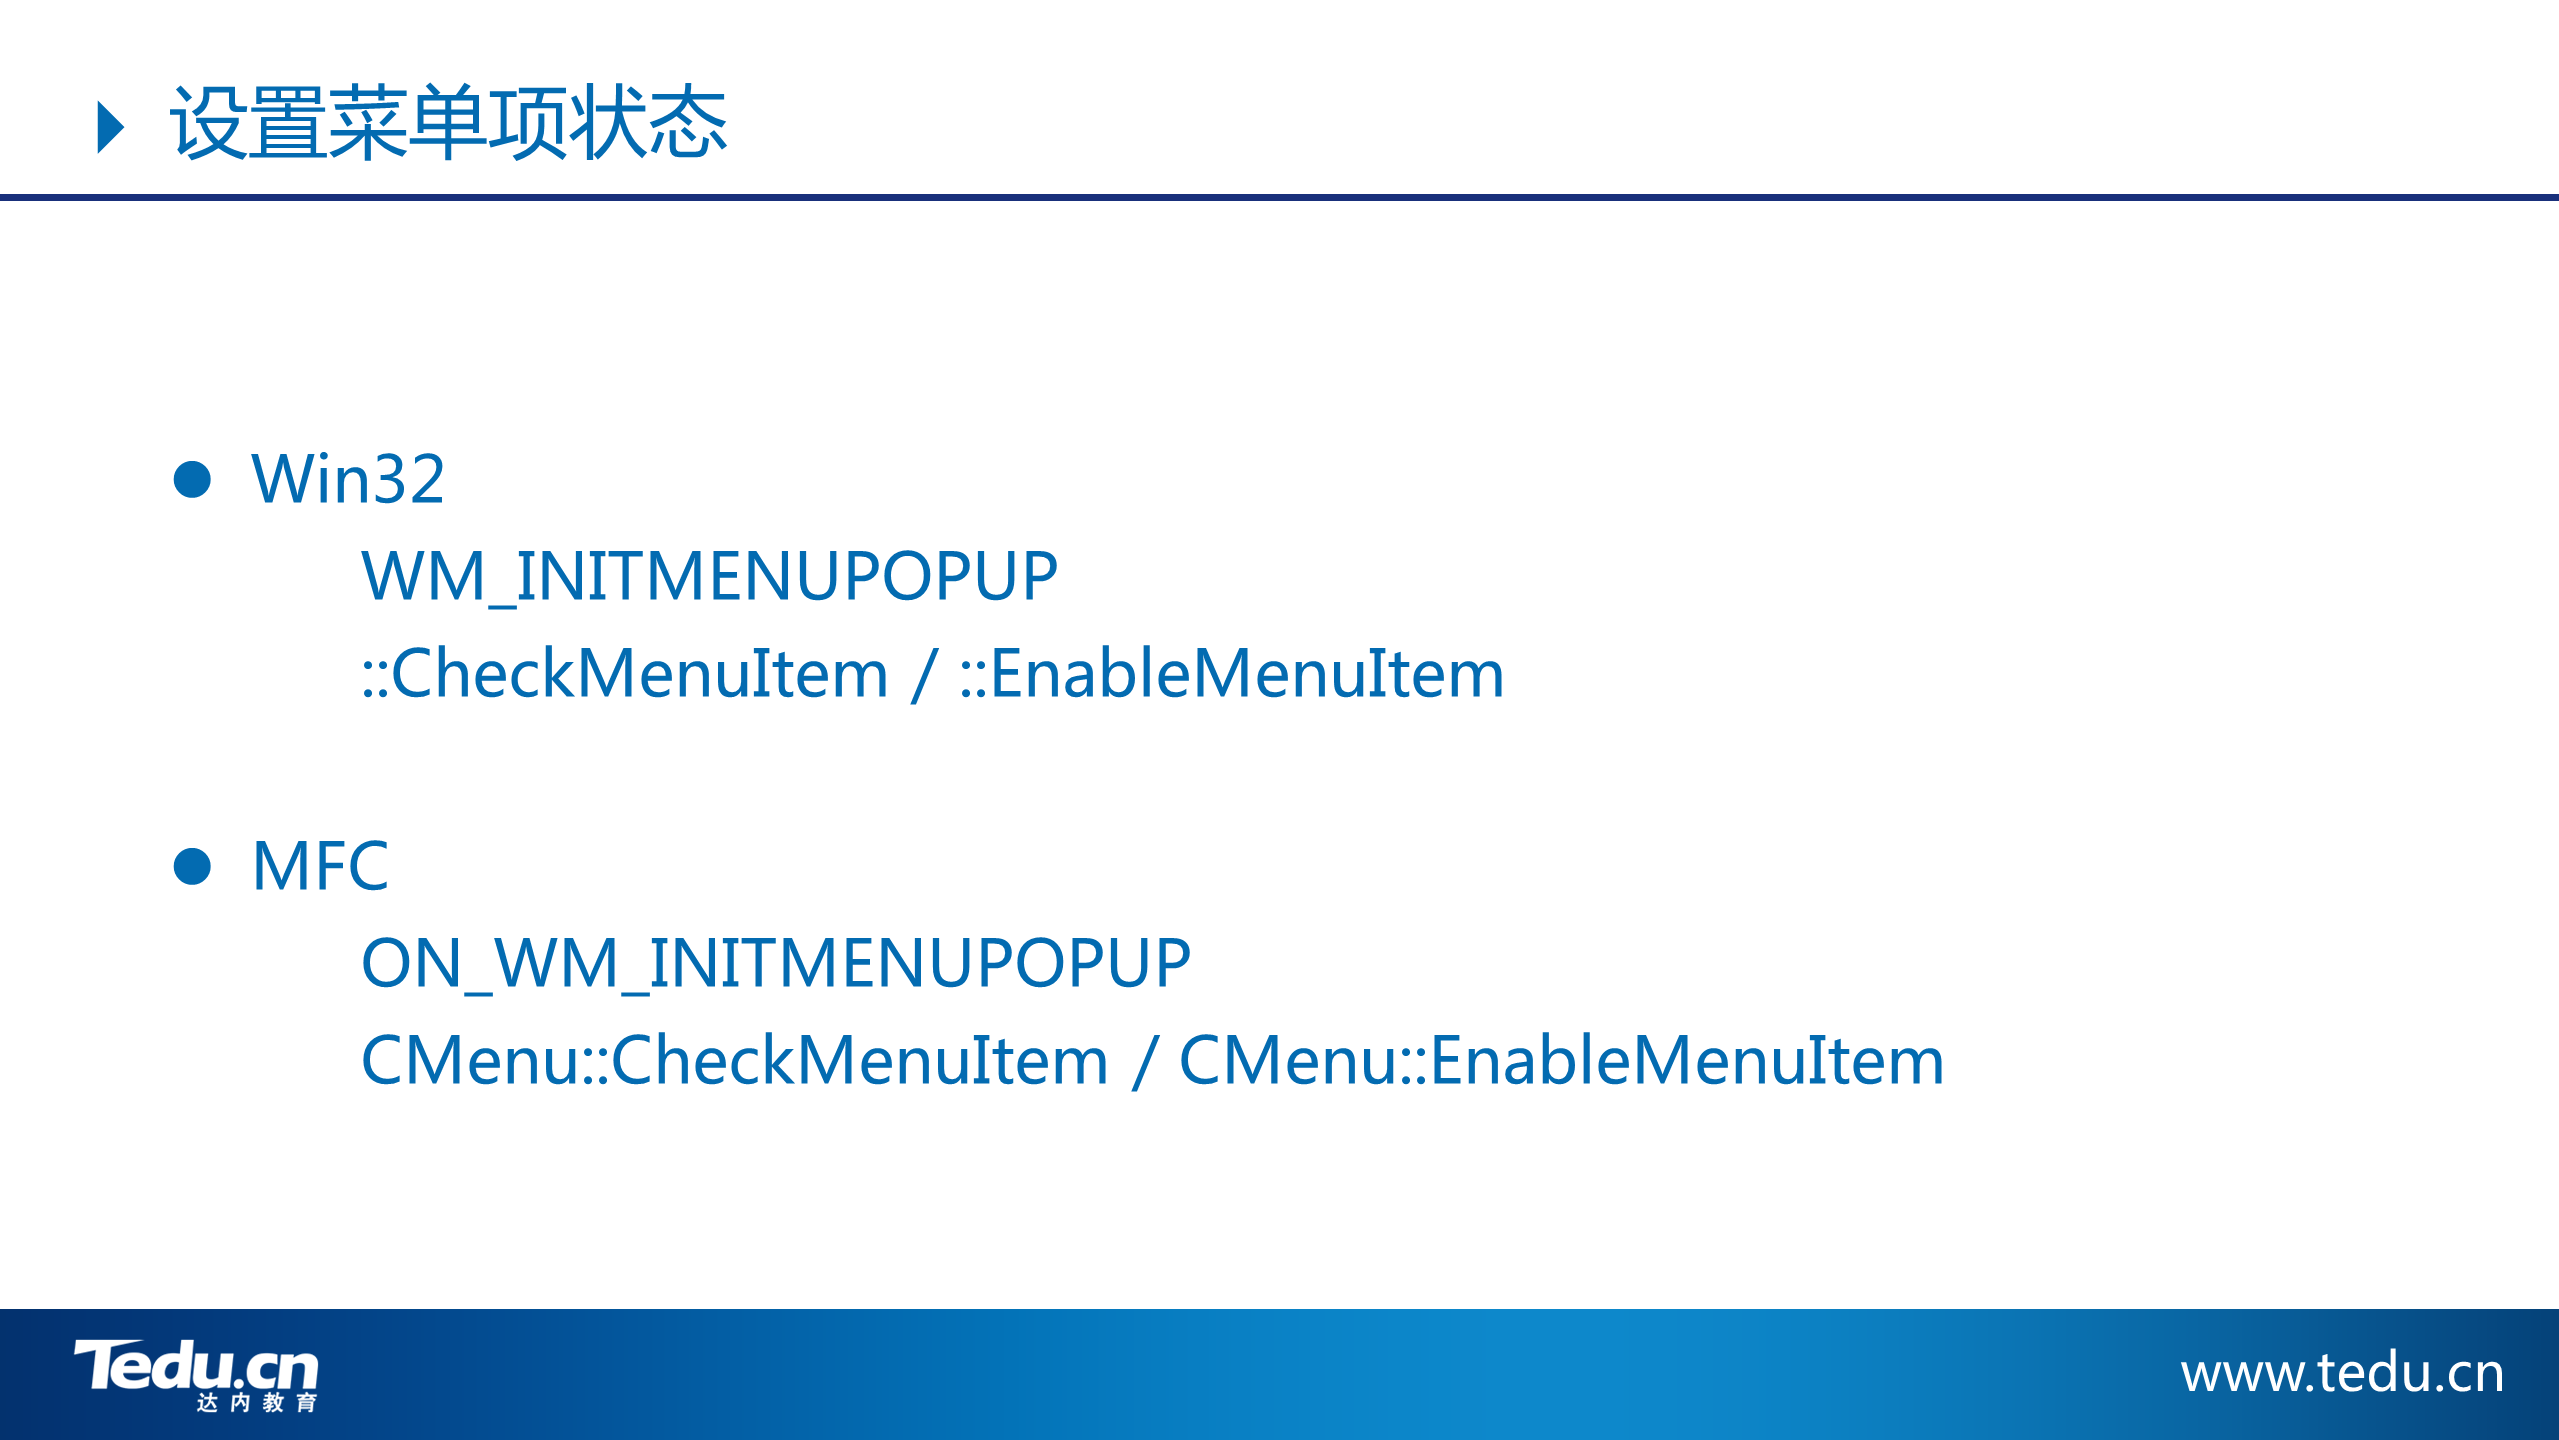 设置菜单项状态
Win32
WM_INITMENUPOPUP
::CheckMenuItem / ::EnableMenuItem
MFC
ON_WM_INITMENUPOPUP
CMenu::CheckMenuItem / CMenu::EnableMenuItem
Tedu.cn
达内教育
www.tedu.cn